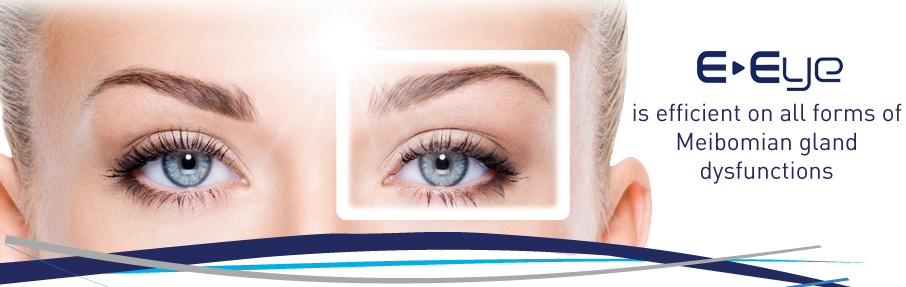 E-Eye
is efficient on all forms of
Meibomian gland
dysfunctions